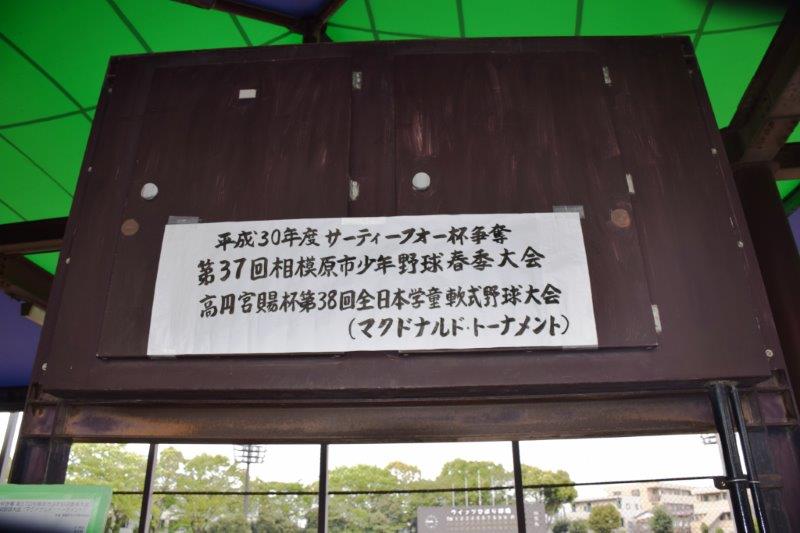 平成30年度 サーティーフォー杯争奪
第37回相模原市少年野球春季大会
高円宮賜杯第38回全日本学童軟式野球大会
(マクドナルド・トーナメント)